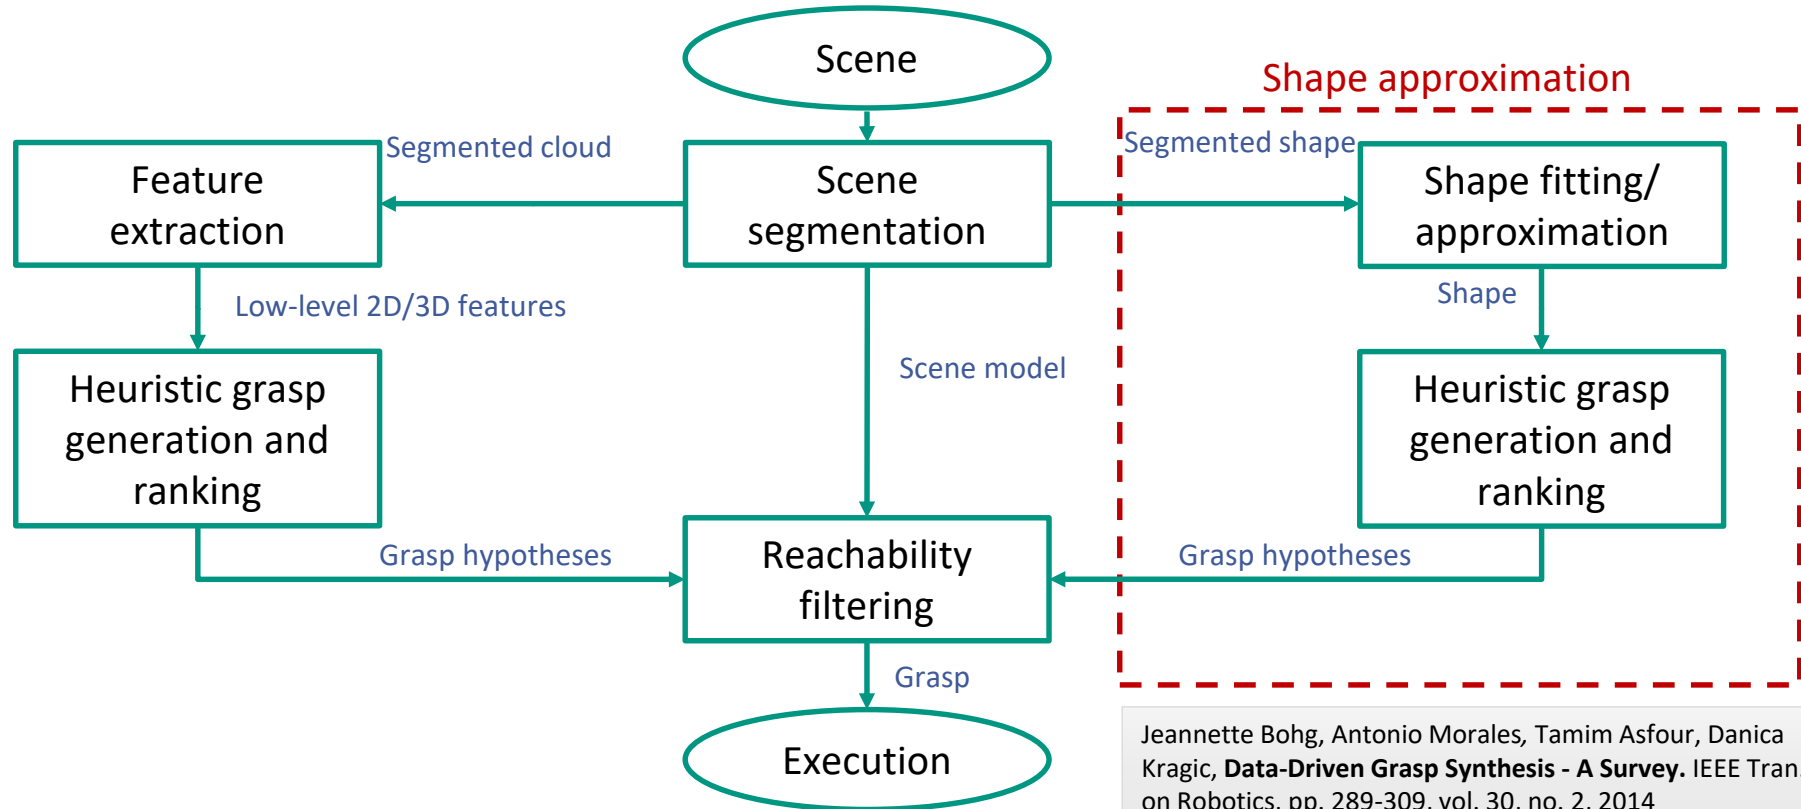 Scene
Shape approximation
Segmented cloud
Segmented shape
Feature
extraction
Scene
segmentation
Shape fitting/
approximation
Low-level 2D/3D features
Shape
Scene model
Heuristic grasp
generation and
ranking
Heuristic grasp
generation and
ranking
Grasp hypotheses
Reachability
filtering
Grasp hypotheses
Grasp
Execution
Jeannette Bohg, Antonio Morales, Tamim Asfour, Danica
Kragic, Data-Driven Grasp Synthesis - A Survey. IEEE Tran.
on Robotics, pp. 289-309, vol. 30, no. 2, 2014